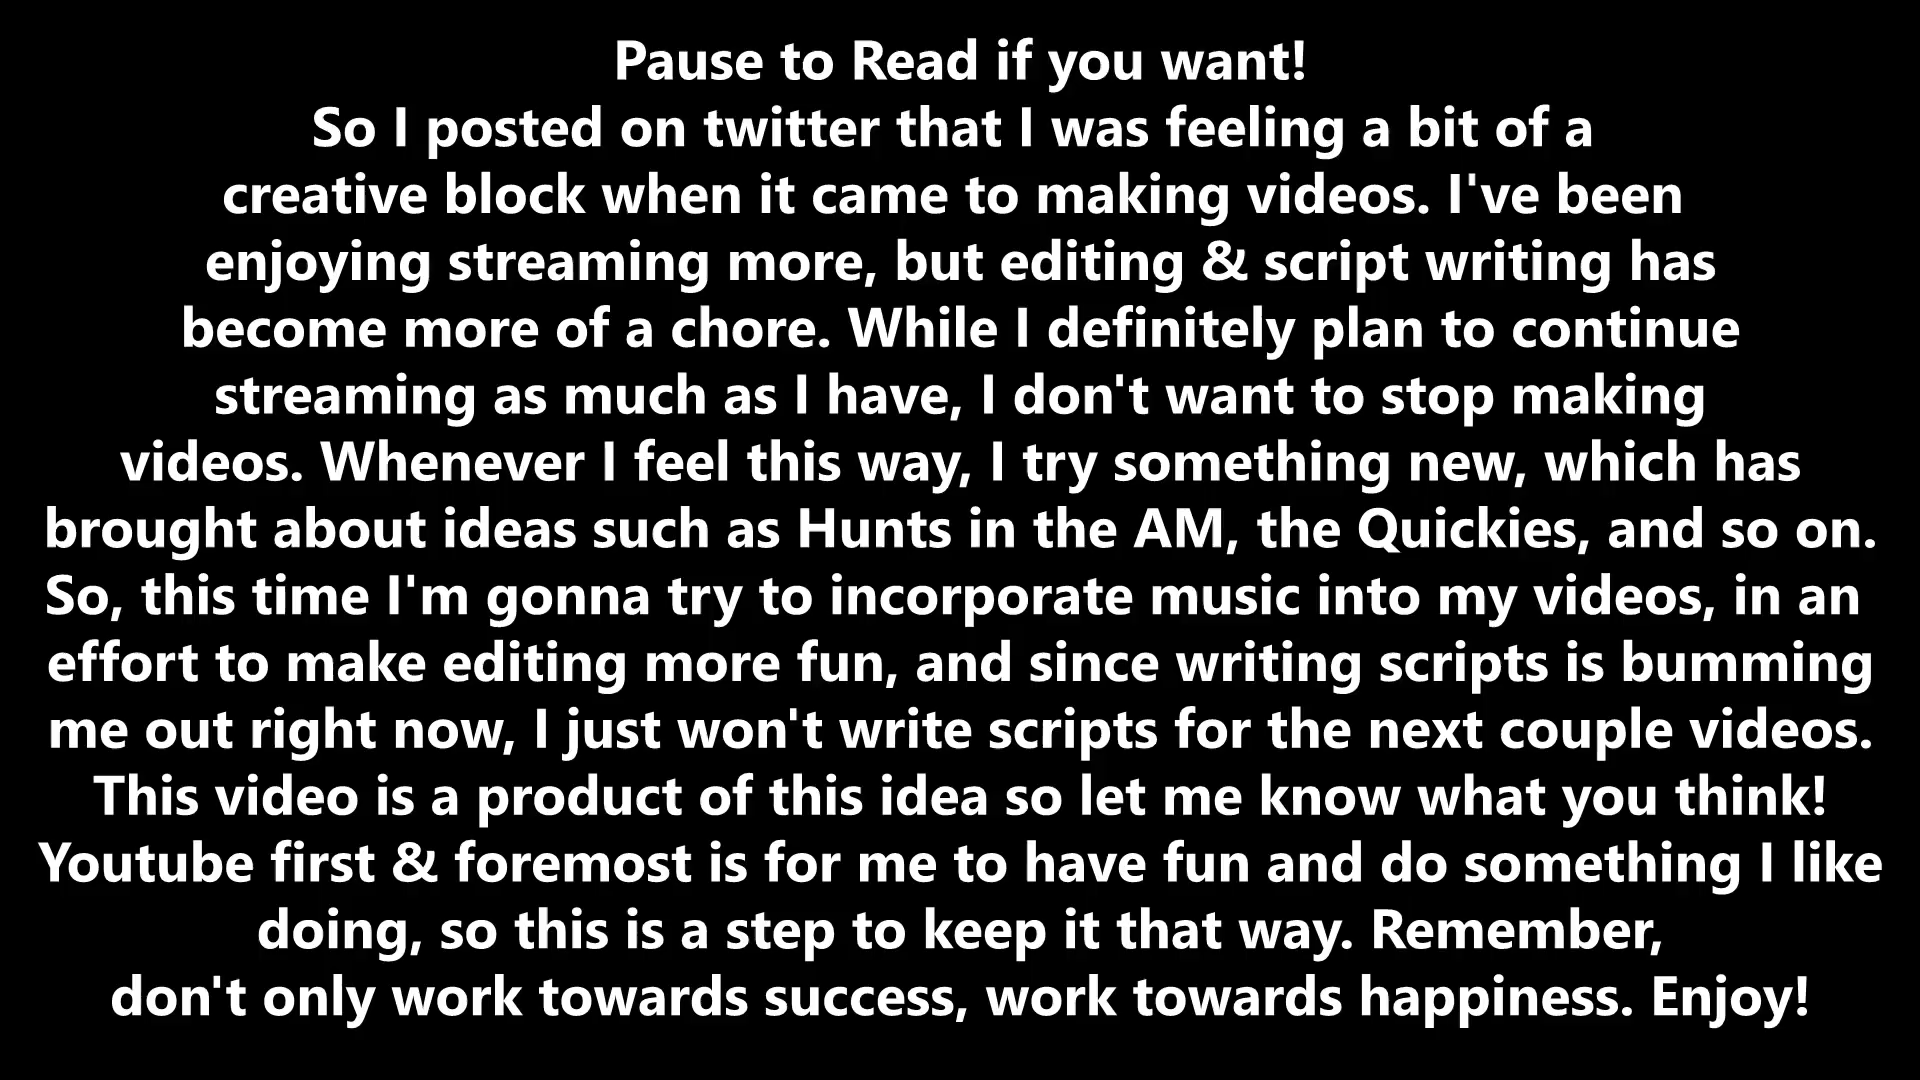 Pause to Read if you want!
So I posted on twitter that I was feeling a bit of a
creative block when it came to making videos. I've been
enjoying streaming more, but editing & script writing has
become more of a chore. While I definitely plan to continue
streaming as much as I have, I don't want to stop making
videos. Whenever I feel this way, I try something new, which has
brought about ideas such as Hunts in the AM, the Quickies, and so on.
So, this time I'm gonna try to incorporate music into my videos, in an
effort to make editing more fun, and since writing scripts is bumming
me out right now, I just won't write scripts for the next couple videos.
This video is a product of this idea so let me know what you think!
Youtube first & foremost is for me to have fun and do something I like
doing, so this is a step to keep it that way. Remember,
don't only work towards success, work towards happiness. Enjoy!